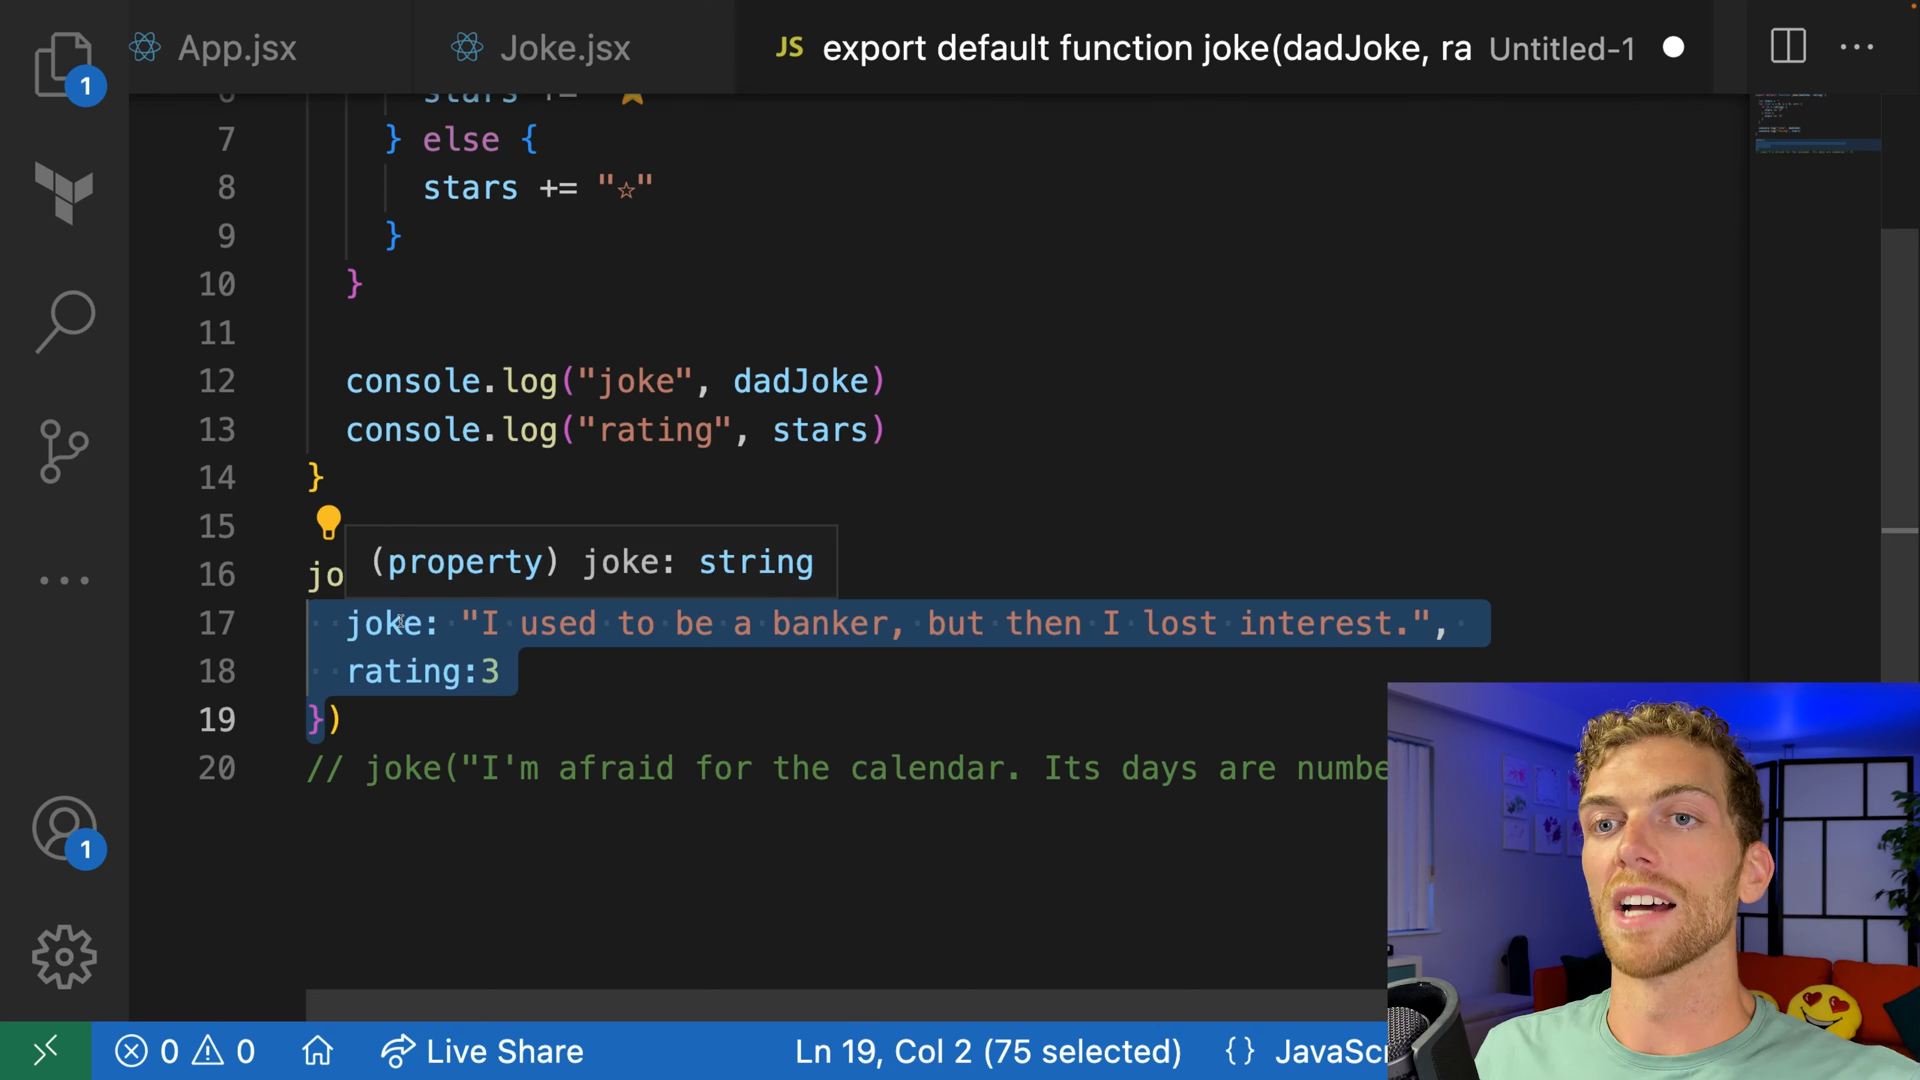 App.jsx
Joke.jsx
JS export default function joke(dadJoke, ra Untitled-1
1
stars +=
7 } else {
8 stars += "☆"
9 }
10 }
11
12 console.log("joke", dadJoke)
13 console.log("rating", stars)
14 }
15
(property) joke: string
16 jo
17 joke: "I used to be a banker, but then I lost interest.",
18 rating:3
19 })
20 // joke("I'm afraid for the calendar. Its days are numbe
1
0 0 Live Share Ln 19, Col 2 (75 selected) {} JavaSc